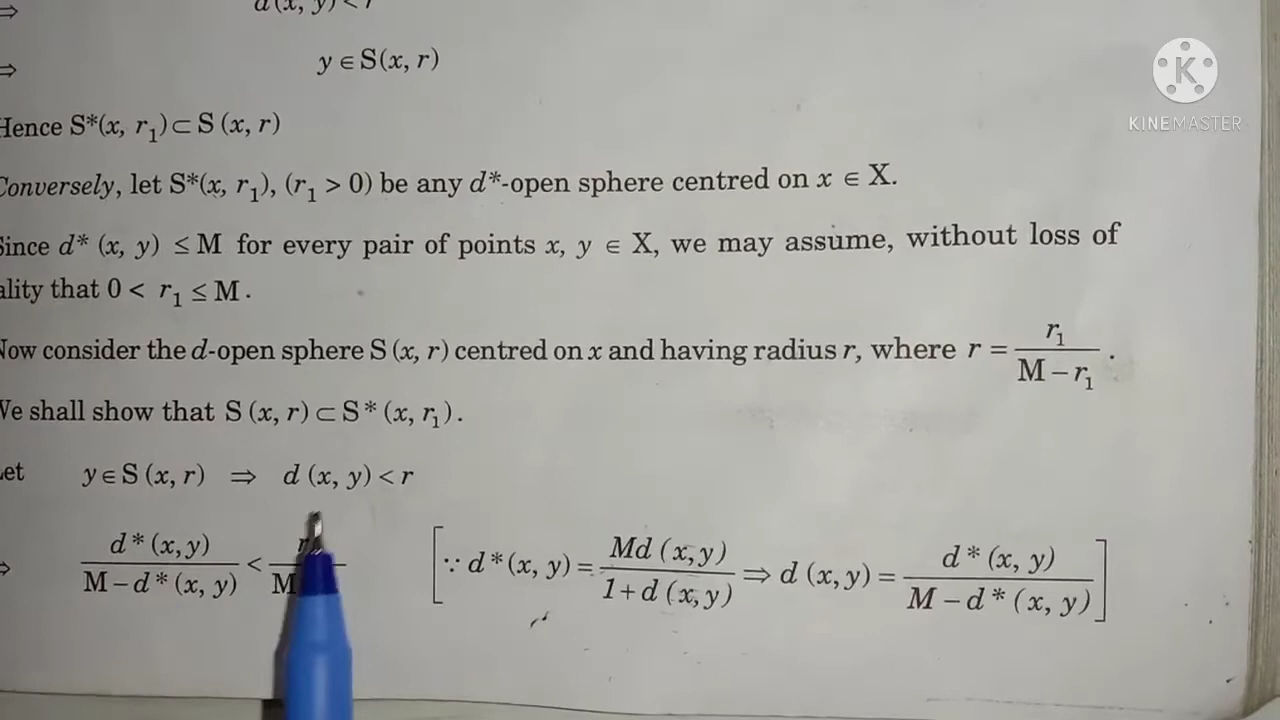 ⇒ d(x, y) < r
⇒ y ∈ S(x, r)
Hence S*(x, r₁) ⊂ S (x, r)
Conversely, let S*(x, r₁), (r₁ > 0) be any d*-open sphere centred on x ∈ X.
Since d* (x, y) ≤ M for every pair of points x, y ∈ X, we may assume, without loss of
ality that 0 < r₁ ≤ M.
Now consider the d-open sphere S (x, r) centred on x and having radius r, where r = r₁ / (M − r₁).
We shall show that S (x, r) ⊂ S* (x, r₁).
Let y ∈ S (x, r) ⇒ d (x, y) < r
⇒ d* (x, y) / (M − d* (x, y)) < r / M [∵ d* (x, y) = Md (x, y) / (1 + d (x, y)) ⇒ d (x, y) = d* (x, y) / (M − d* (x, y))]
K
KINEMASTER